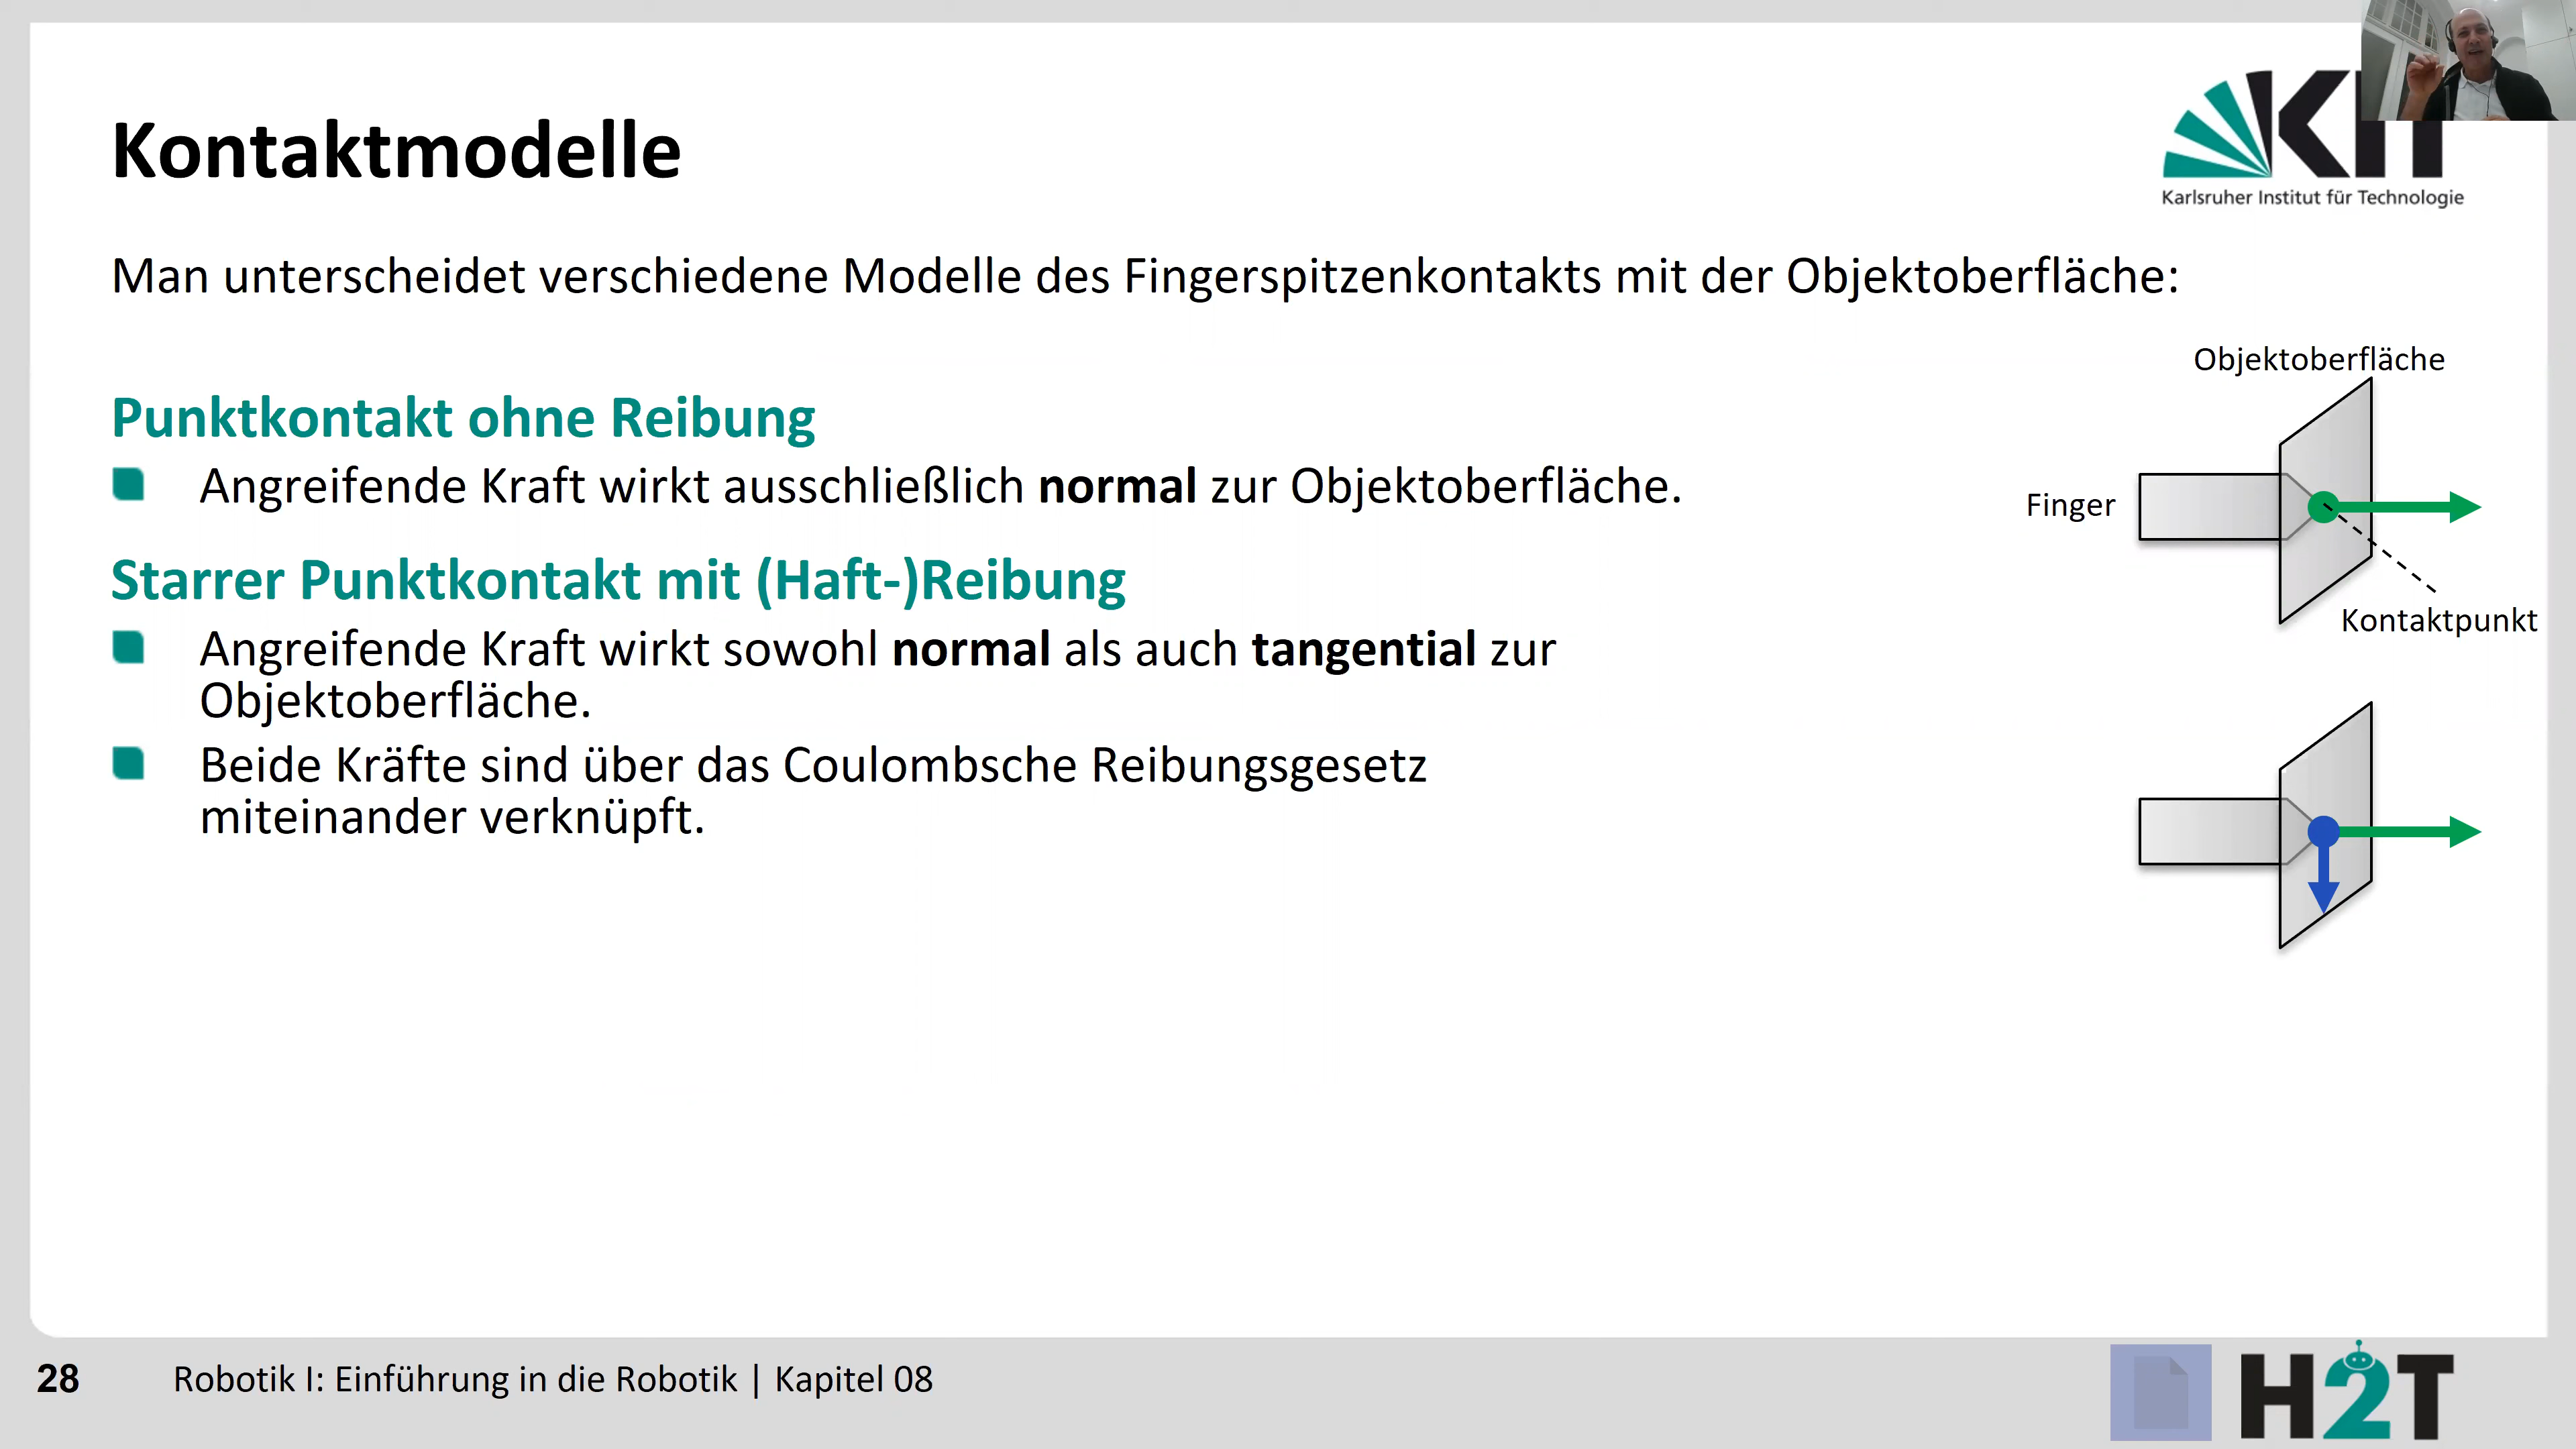 Kontaktmodelle
Karlsruher Institut für Technologie
Man unterscheidet verschiedene Modelle des Fingerspitzenkontakts mit der Objektoberfläche:
Objektoberfläche
Punktkontakt ohne Reibung
Angreifende Kraft wirkt ausschließlich normal zur Objektoberfläche.
Finger
Starrer Punktkontakt mit (Haft-)Reibung
Kontaktpunkt
Angreifende Kraft wirkt sowohl normal als auch tangential zur
Objektoberfläche.
Beide Kräfte sind über das Coulombsche Reibungsgesetz
miteinander verknüpft.
28
Robotik I: Einführung in die Robotik | Kapitel 08
H2T